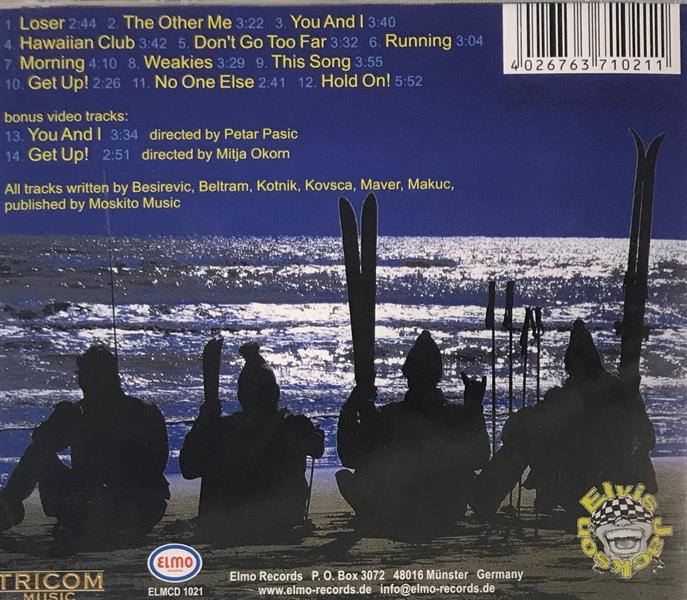 1 Loser 2:44 2. The Other Me 3:22 3. You And I 3:40
4. Hawaiian Club 3:42 5. Don't Go Too Far 3:32 6. Running 3:04
7. Morning 4:10 8. Weakies 3:29 9. This Song 3:55
10. Get Up! 2:26 11. No One Else 2:41 12. Hold On! 5:52
bonus video tracks:
13. You And I 3:34 directed by Petar Pasic
14. Get Up! 2:51 directed by Mitja Okorn
All tracks written by Besirevic, Beltram, Kotnik, Kovsca, Maver, Makuc,
published by Moskito Music
4 026763 710211
Elvis Jackson
TRICOM
MUSIC
ELMO
RECORDS
ELMCD 1021
Elmo Records P. O. Box 3072 48016 Münster Germany
www.elmo-records.de info@elmo-records.de